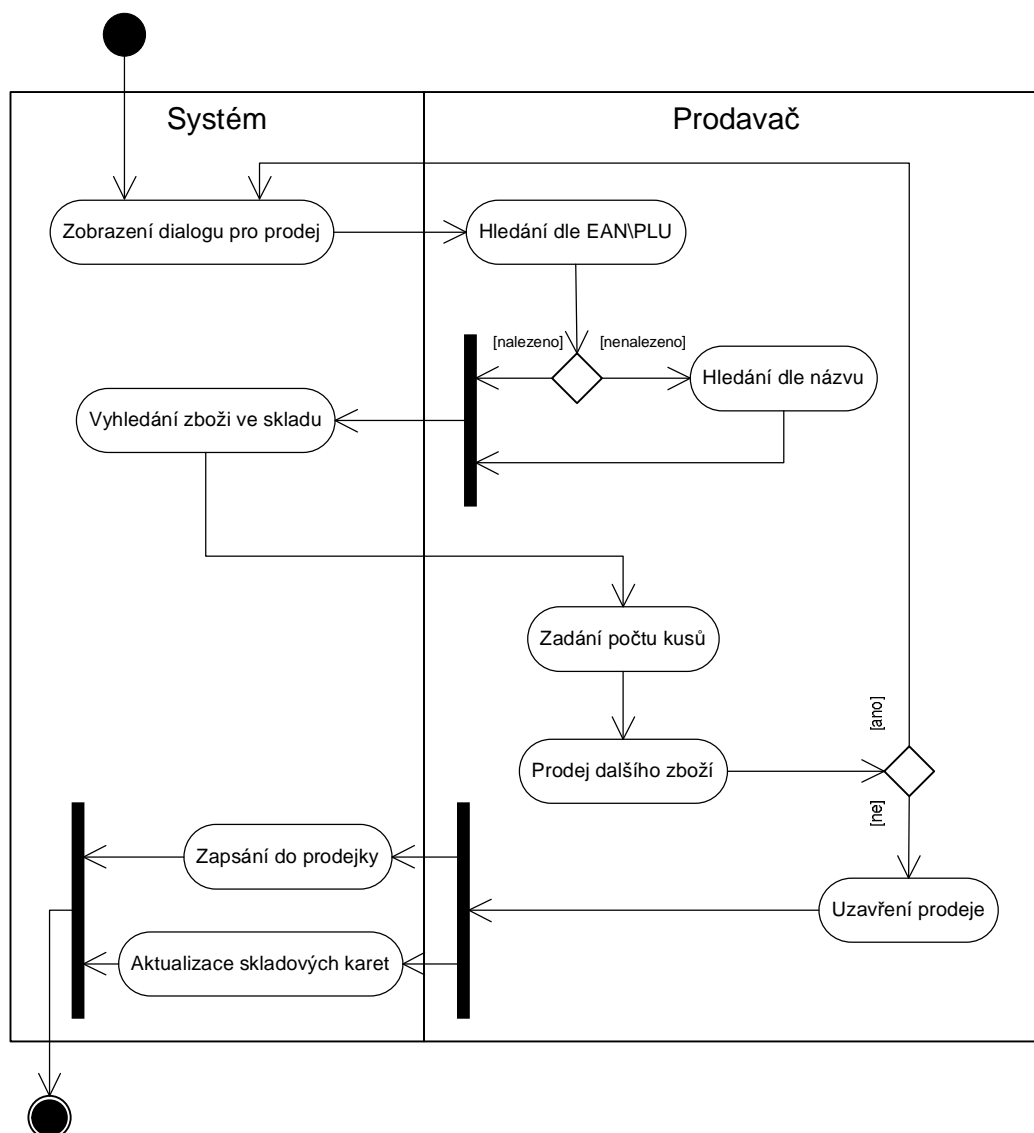 Systém
Prodavač
Zobrazení dialogu pro prodej
Hledání dle EAN\PLU
[nalezeno]
[nenalezeno]
Hledání dle názvu
Vyhledání zboži ve skladu
Zadání počtu kusů
[ano]
Prodej dalšího zboží
[ne]
Zapsání do prodejky
Uzavření prodeje
Aktualizace skladových karet